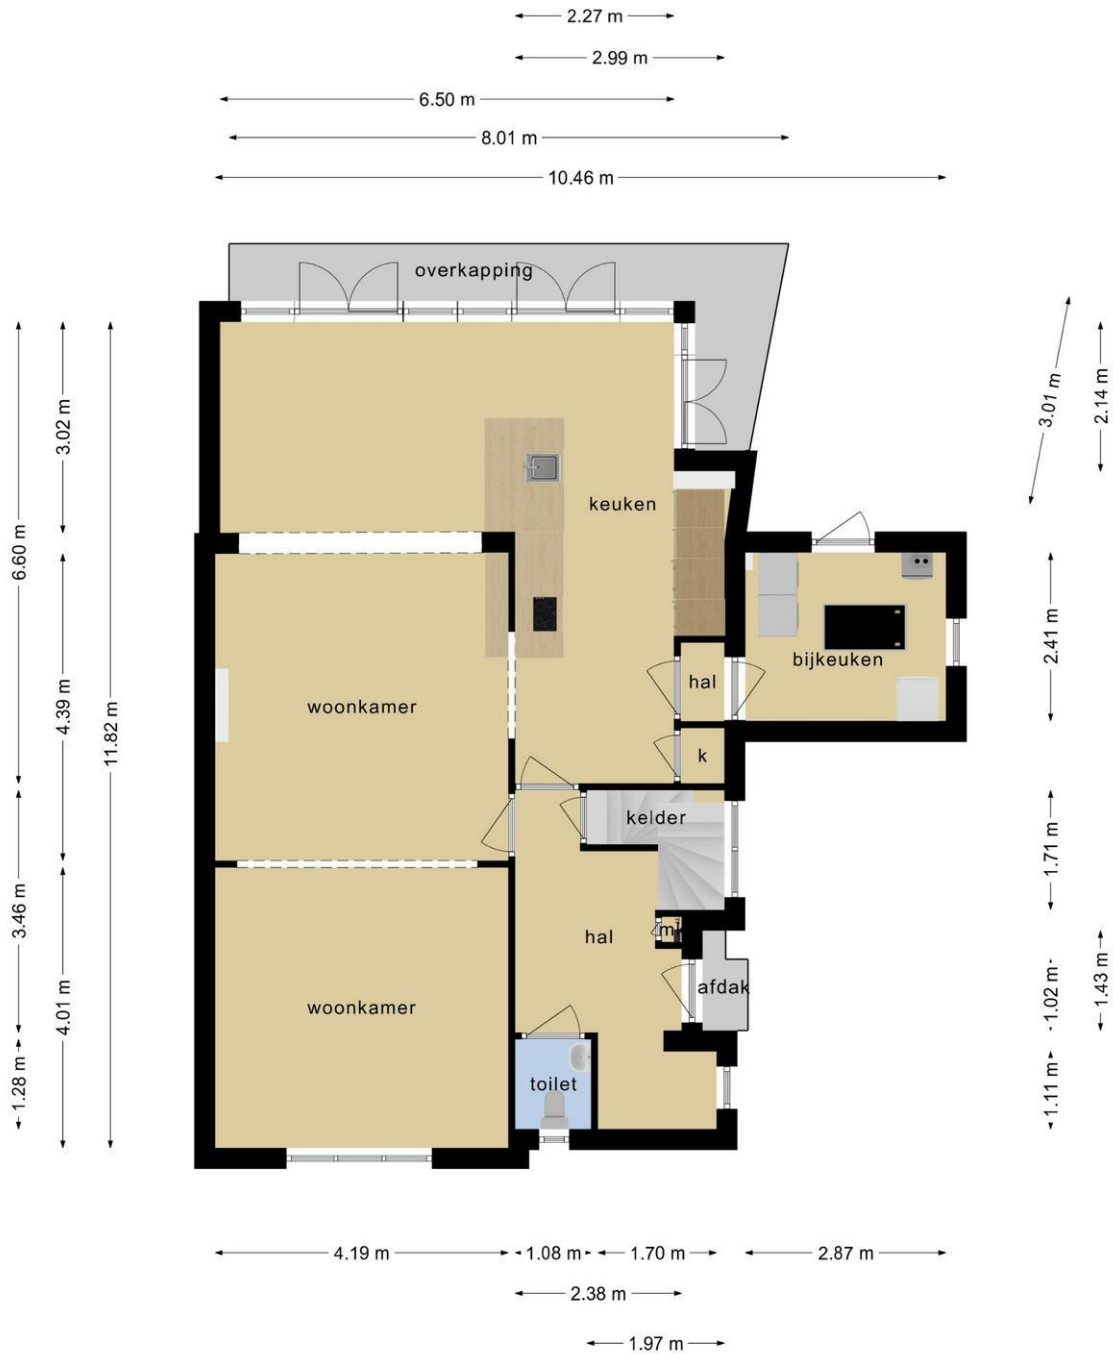 2.27 m
2.99 m
6.50 m
8.01 m
10.46 m
overkapping
3.01 m
2.14 m
3.02 m
6.60 m
keuken
2.41 m
bijkeuken
hal
4.39 m
woonkamer
11.82 m
k
kelder
1.71 m
3.46 m
mk
hal
afdak
1.02 m
1.43 m
4.01 m
woonkamer
1.28 m
toilet
1.11 m
4.19 m
1.08 m
1.70 m
2.87 m
2.38 m
1.97 m